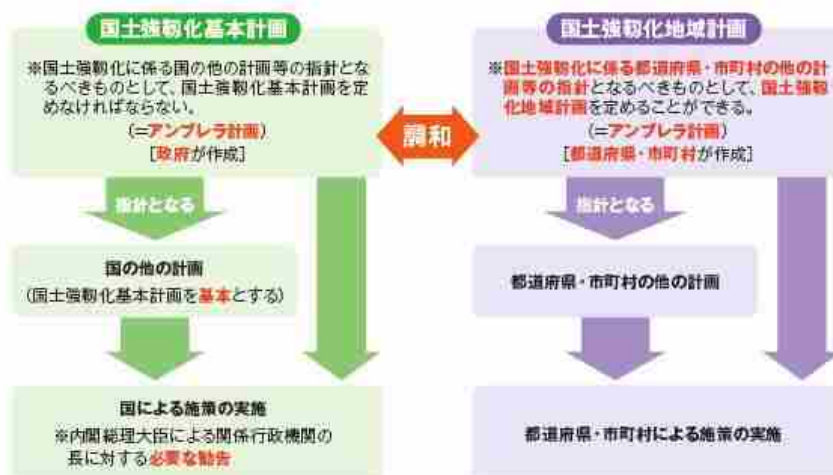 国土強靱化基本計画
※国土強靱化に係る国の他の計画等の指針とな
るべきものとして、国土強靱化基本計画を定
めなければならない。
(=アンブレラ計画)
[政府が作成]
指針となる
国の他の計画
(国土強靱化基本計画を基本とする)
国による施策の実施
※内閣総理大臣による関係行政機関の
長に対する必要な勧告
調和
国土強靱化地域計画
※国土強靱化に係る都道府県・市町村の他の計
画等の指針となるべきものとして、国土強靱
化地域計画を定めることができる。
(=アンブレラ計画)
[都道府県・市町村が作成]
指針となる
都道府県・市町村の他の計画
都道府県・市町村による施策の実施